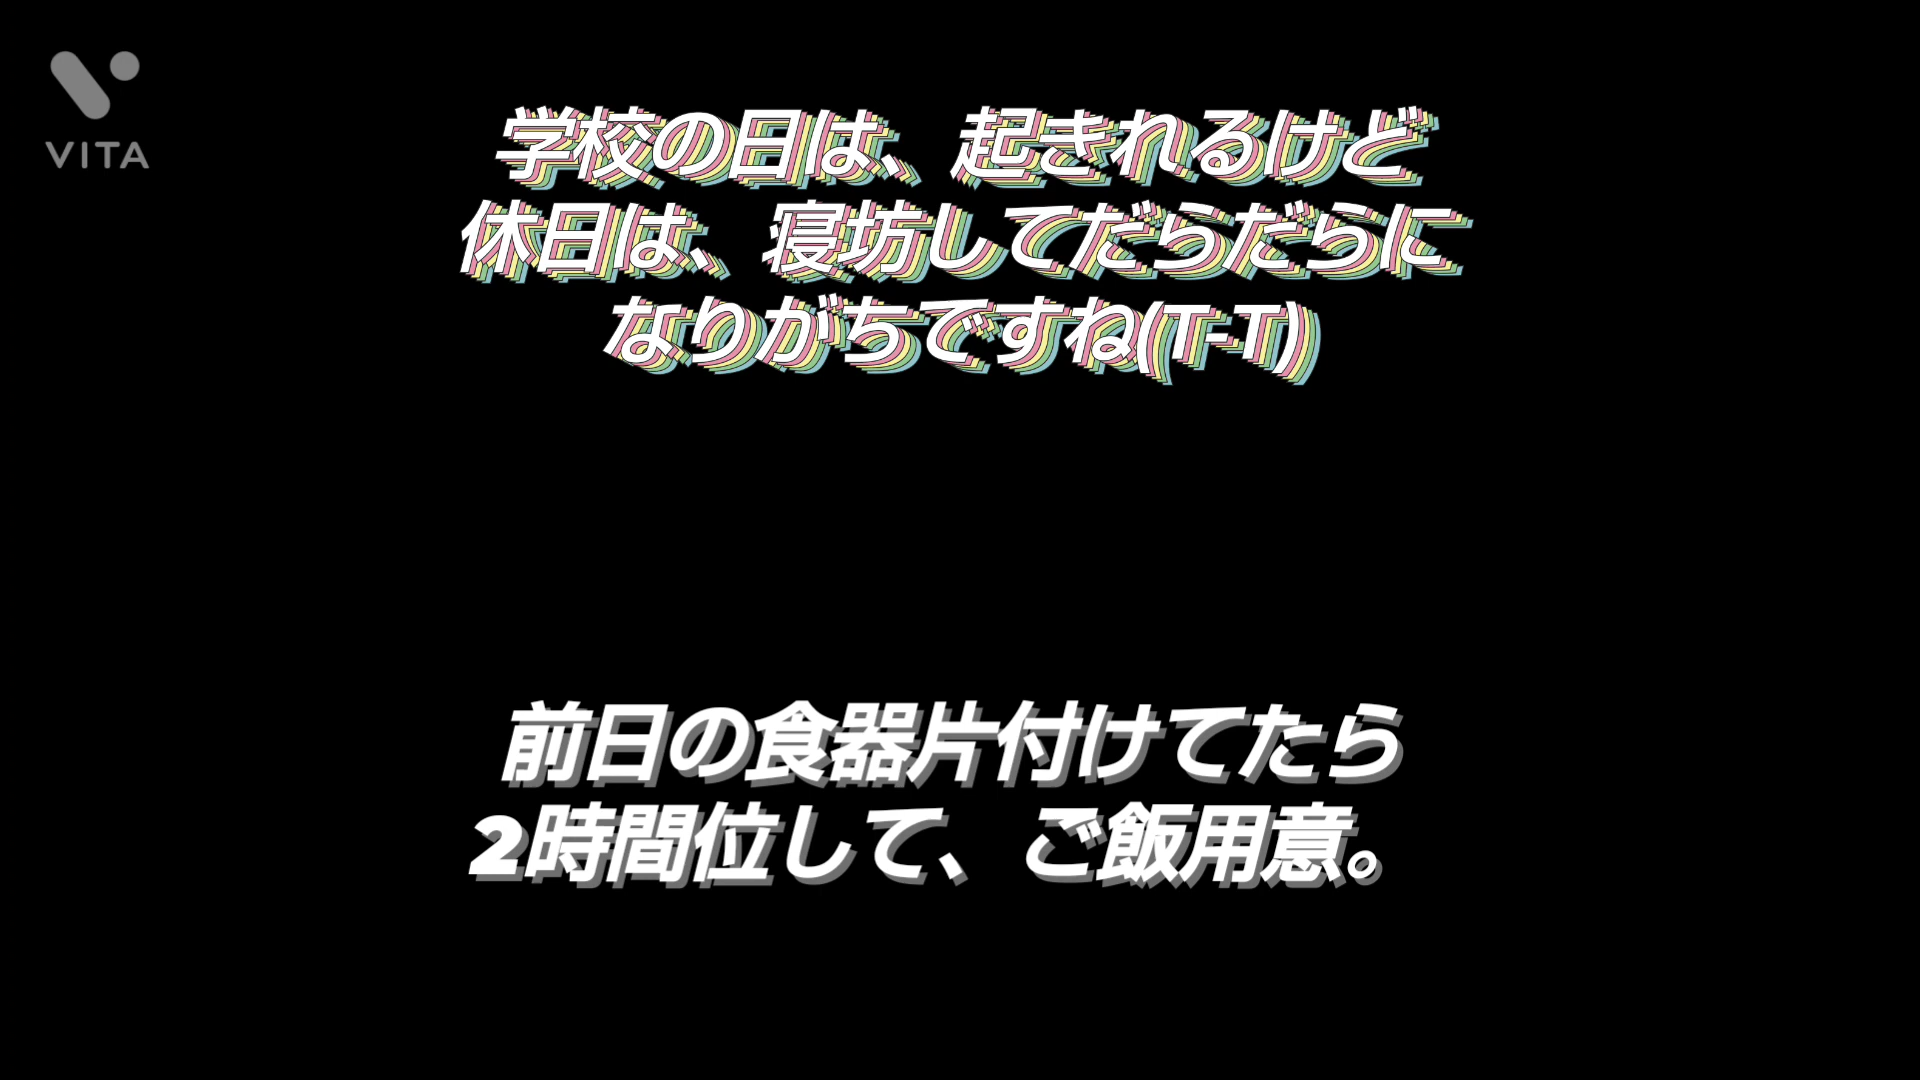 VITA
学校の日は、起きれるけど
休日は、寝坊してだらだらに
なりがちですね(T-T)
前日の食器片付けてたら
2時間位して、ご飯用意。